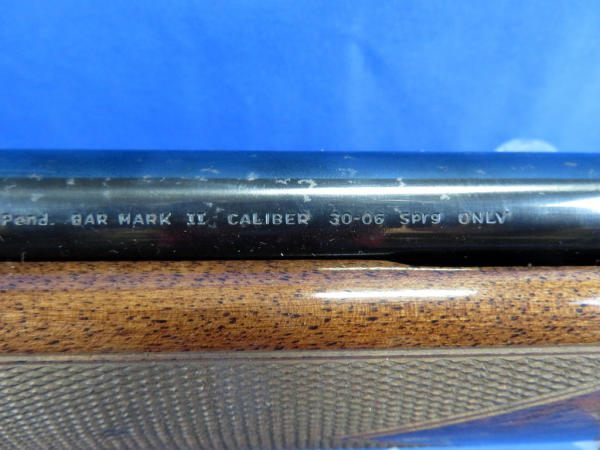 Pend. BAR MARK II CALIBER 30-06 Sprg ONLY